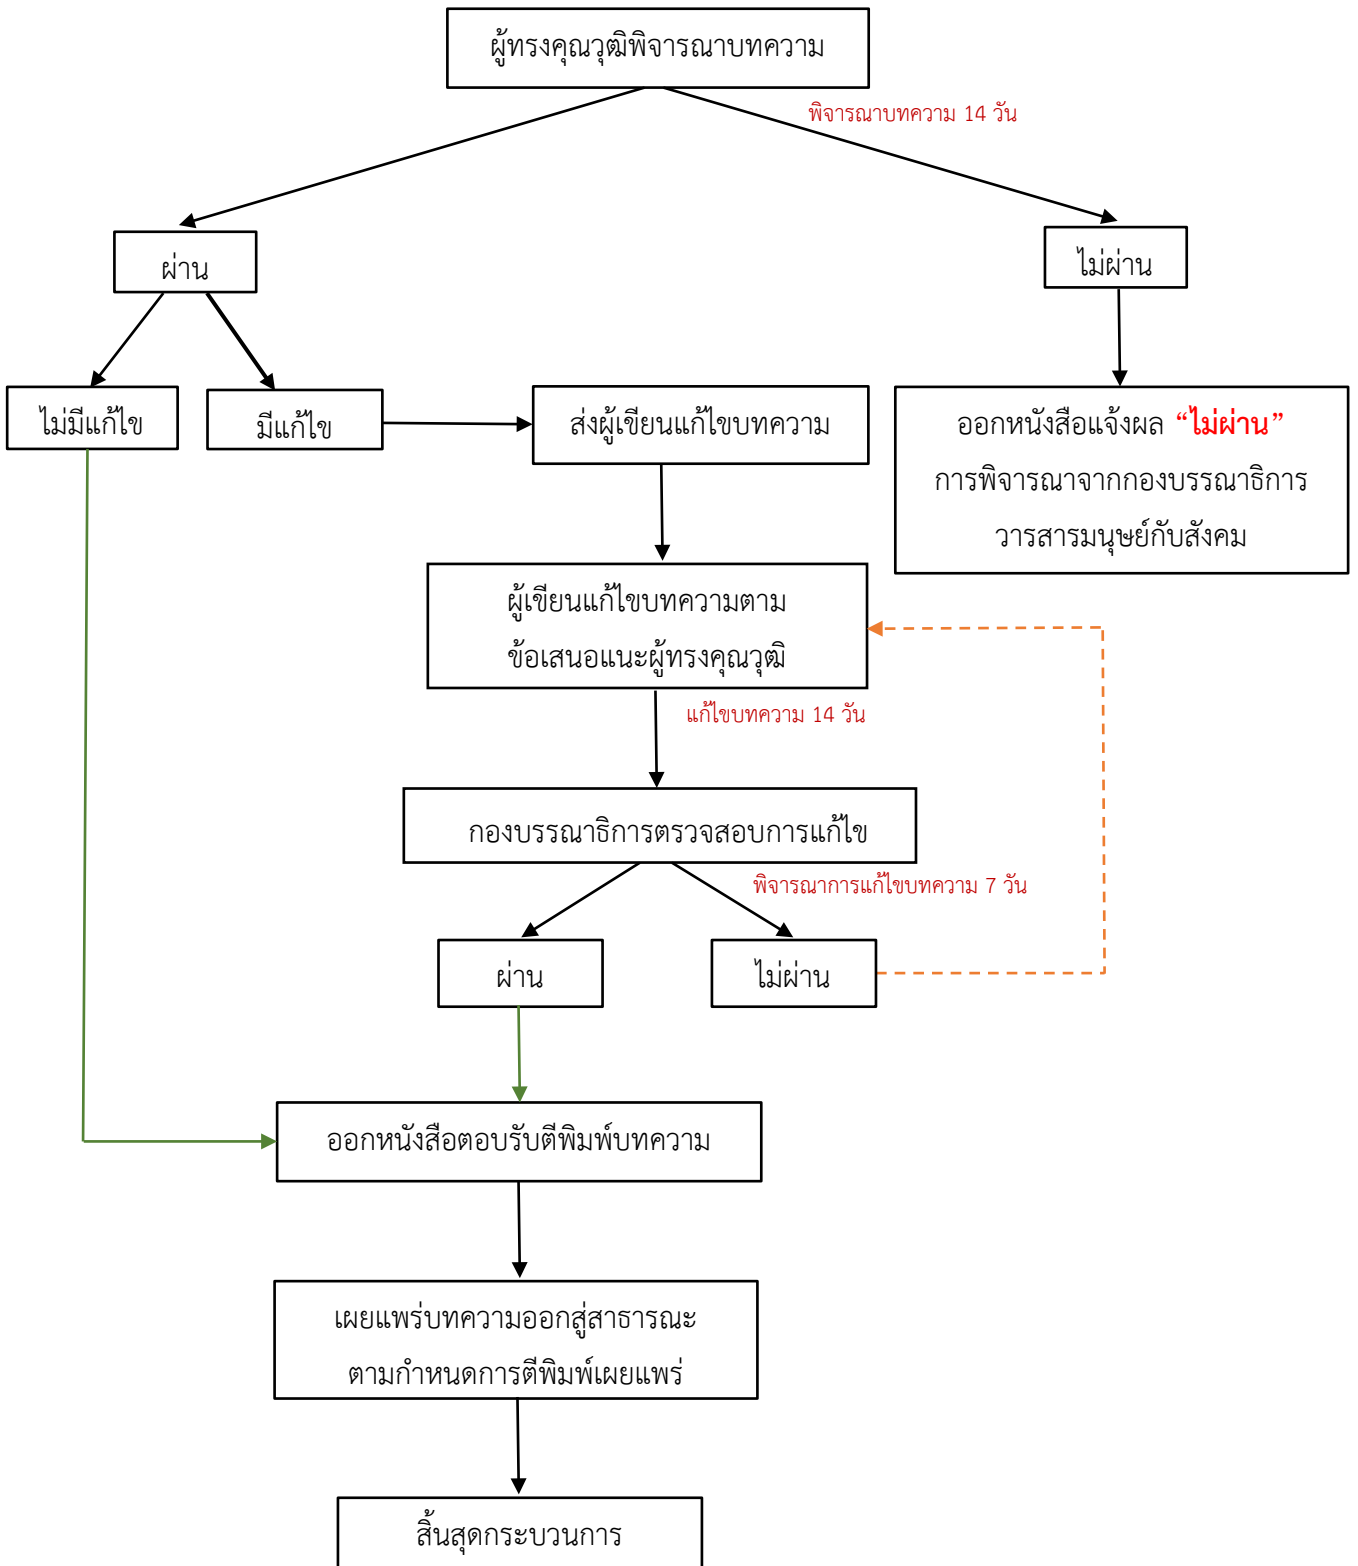 ผู้ทรงคุณวุฒิพิจารณาบทความ
พิจารณาบทความ 14 วัน
ผ่าน
ไม่ผ่าน
ไม่มีแก้ไข
มีแก้ไข
ส่งผู้เขียนแก้ไขบทความ
ออกหนังสือแจ้งผล “ไม่ผ่าน”
การพิจารณาจากกองบรรณาธิการ
วารสารมนุษย์กับสังคม
ผู้เขียนแก้ไขบทความตาม
ข้อเสนอแนะผู้ทรงคุณวุฒิ
แก้ไขบทความ 14 วัน
กองบรรณาธิการตรวจสอบการแก้ไข
พิจารณาการแก้ไขบทความ 7 วัน
ผ่าน
ไม่ผ่าน
ออกหนังสือตอบรับตีพิมพ์บทความ
เผยแพร่บทความออกสู่สาธารณะ
ตามกำหนดการตีพิมพ์เผยแพร่
สิ้นสุดกระบวนการ